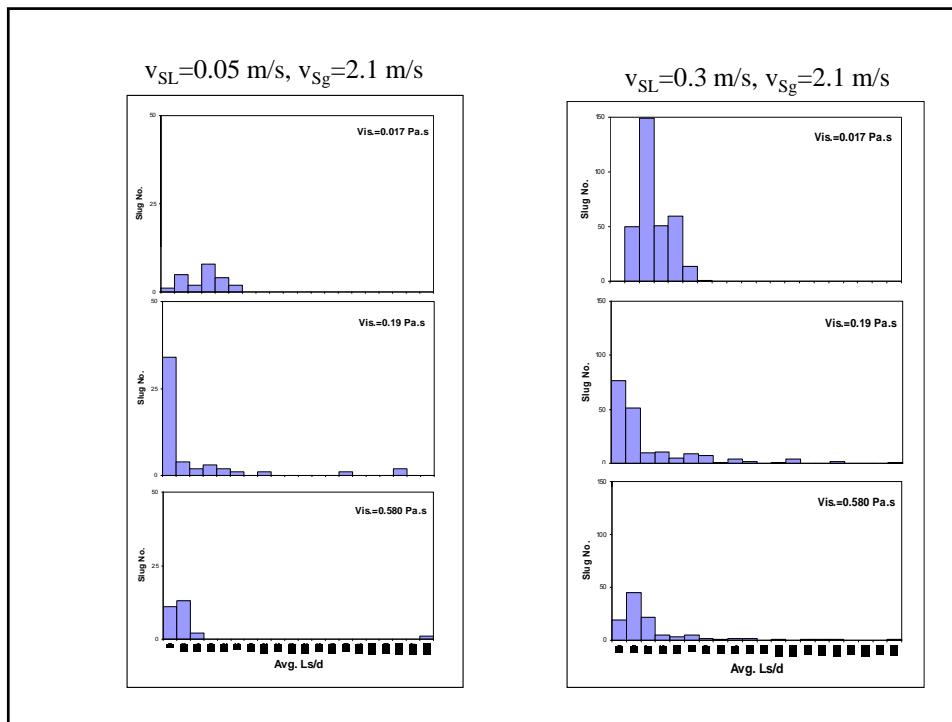 v_SL=0.05 m/s, v_Sg=2.1 m/s
50
Vis.=0.017 Pa.s
Slug No.
25
0
50
Vis.=0.19 Pa.s
Slug No.
25
0
50
Vis.=0.580 Pa.s
Slug No.
25
0
Avg. Ls/d
v_SL=0.3 m/s, v_Sg=2.1 m/s
150
Vis.=0.017 Pa.s
100
Slug No.
50
0
150
Vis.=0.19 Pa.s
100
Slug No.
50
0
150
Vis.=0.580 Pa.s
100
Slug No.
50
0
Avg. Ls/d